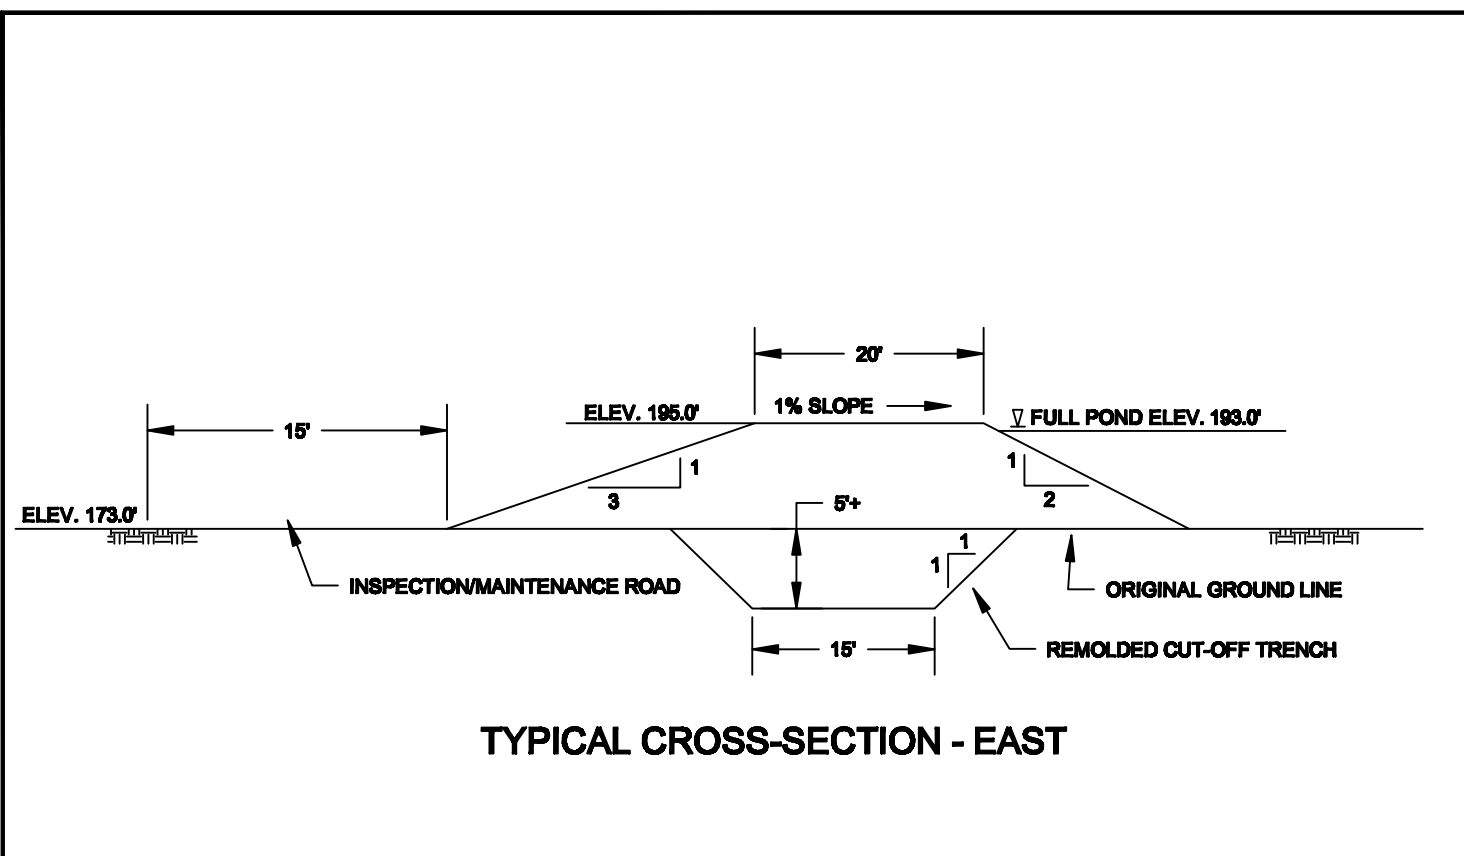 20'
ELEV. 195.0'
1% SLOPE
FULL POND ELEV. 193.0'
15'
1
3
1
2
ELEV. 173.0'
5'+
1
1
INSPECTION/MAINTENANCE ROAD
ORIGINAL GROUND LINE
15'
REMOLDED CUT-OFF TRENCH
TYPICAL CROSS-SECTION - EAST